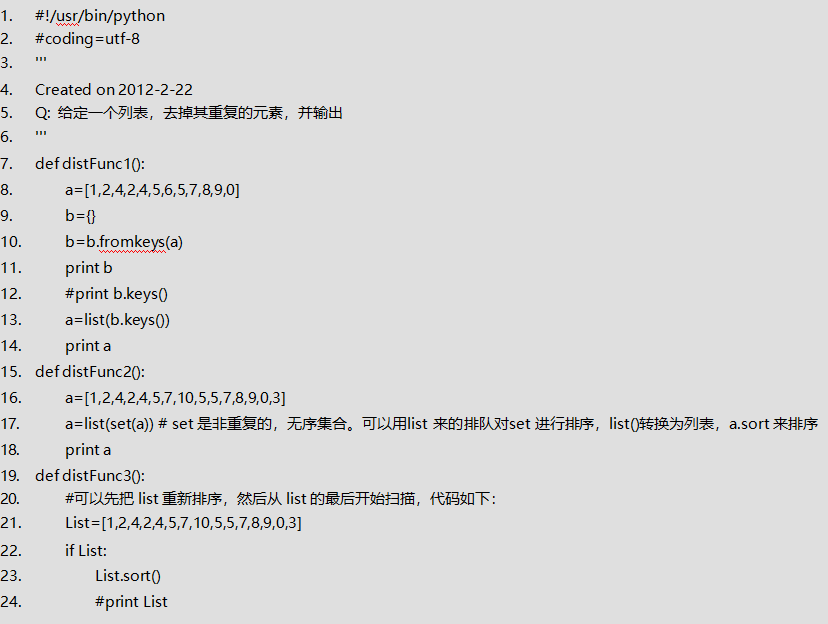 1. #!/usr/bin/python
2. #coding=utf-8
3. '''
4. Created on 2012-2-22
5. Q: 给定一个列表，去掉其重复的元素，并输出
6. '''
7. def distFunc1():
8. a=[1,2,4,2,4,5,6,5,7,8,9,0]
9. b={}
10. b=b.fromkeys(a)
11. print b
12. #print b.keys()
13. a=list(b.keys())
14. print a
15. def distFunc2():
16. a=[1,2,4,2,4,5,7,10,5,5,7,8,9,0,3]
17. a=list(set(a)) # set 是非重复的，无序集合。可以用list 来的排队对set 进行排序，list()转换为列表，a.sort 来排序
18. print a
19. def distFunc3():
20. #可以先把 list 重新排序，然后从 list 的最后开始扫描，代码如下：
21. List=[1,2,4,2,4,5,7,10,5,5,7,8,9,0,3]
22. if List:
23. List.sort()
24. #print List